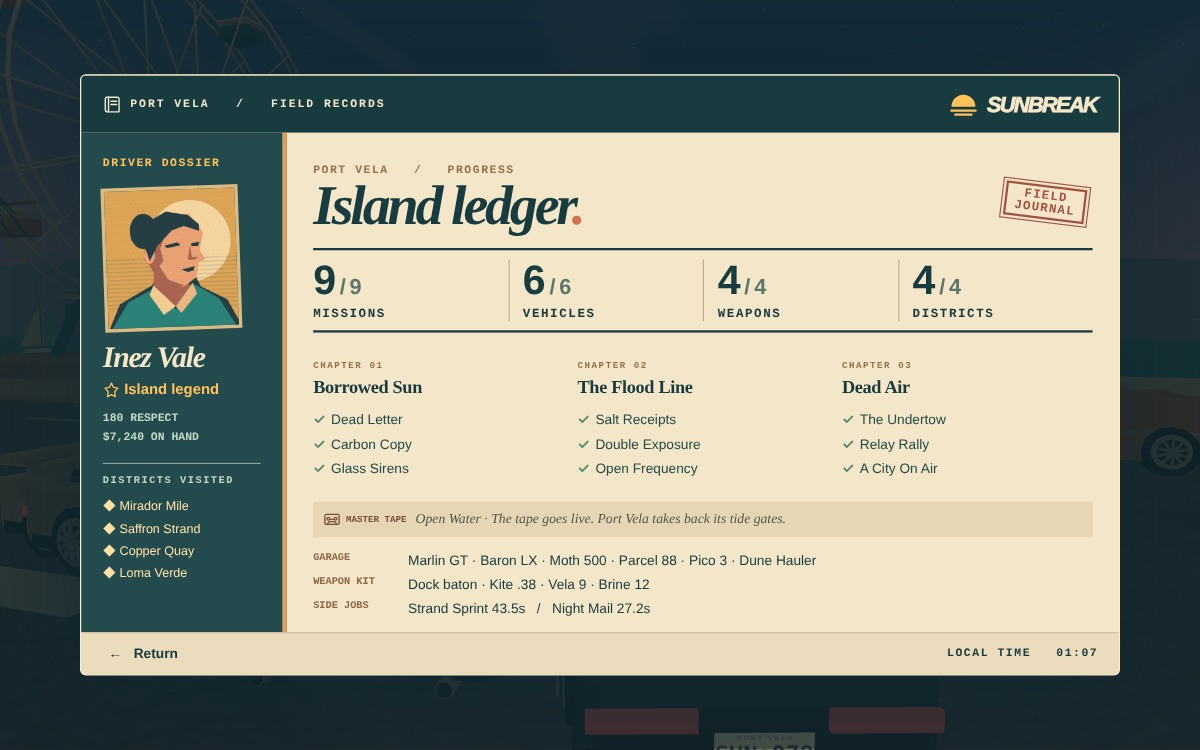 PORT VELA / FIELD RECORDS
SUNBREAK
DRIVER DOSSIER
Inez Vale
Island legend
180 RESPECT
$7,240 ON HAND
DISTRICTS VISITED
Mirador Mile
Saffron Strand
Copper Quay
Loma Verde
PORT VELA / PROGRESS
Island ledger.
FIELD
JOURNAL
9/9
MISSIONS
6/6
VEHICLES
4/4
WEAPONS
4/4
DISTRICTS
CHAPTER 01
Borrowed Sun
Dead Letter
Carbon Copy
Glass Sirens
CHAPTER 02
The Flood Line
Salt Receipts
Double Exposure
Open Frequency
CHAPTER 03
Dead Air
The Undertow
Relay Rally
A City On Air
MASTER TAPE Open Water · The tape goes live. Port Vela takes back its tide gates.
GARAGE Marlin GT · Baron LX · Moth 500 · Parcel 88 · Pico 3 · Dune Hauler
WEAPON KIT Dock baton · Kite .38 · Vela 9 · Brine 12
SIDE JOBS Strand Sprint 43.5s / Night Mail 27.2s
← Return
LOCAL TIME 01:07
PORT VELA